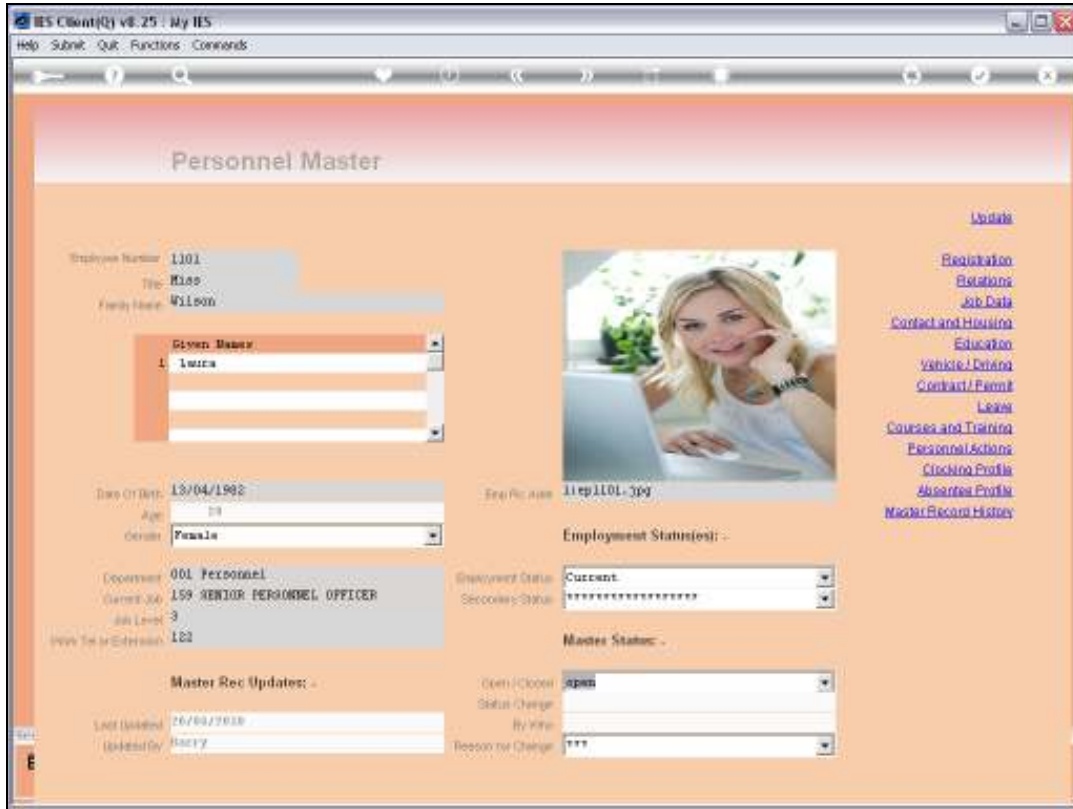 IES Client(Q) v8.25 : My IES
Help Submit Quit Functions Commands
Personnel Master
Update
Employee Number 1101
Title Miss
Family Name Wilson
Given Names
1 laura
Registration
Relations
Job Data
Contact and Housing
Education
Vehicle / Driving
Contract / Permit
Leave
Courses and Training
Personnel Actions
Clocking Profile
Absentee Profile
Master Record History
Date Of Birth 13/04/1982
Age
Gender Female
Emp Pic Name
Employment Status(es): -
Department 001 Personnel
Current Job 159 SENIOR PERSONNEL OFFICER
Job Level 3
Work Tel or Extension 122
Employment Status Current
Secondary Status ******************
Master Status: -
Master Rec Updates: -
Open / Closed open
Status Change
By Who
Reason for Change ***
Last Updated
Updated By Harry